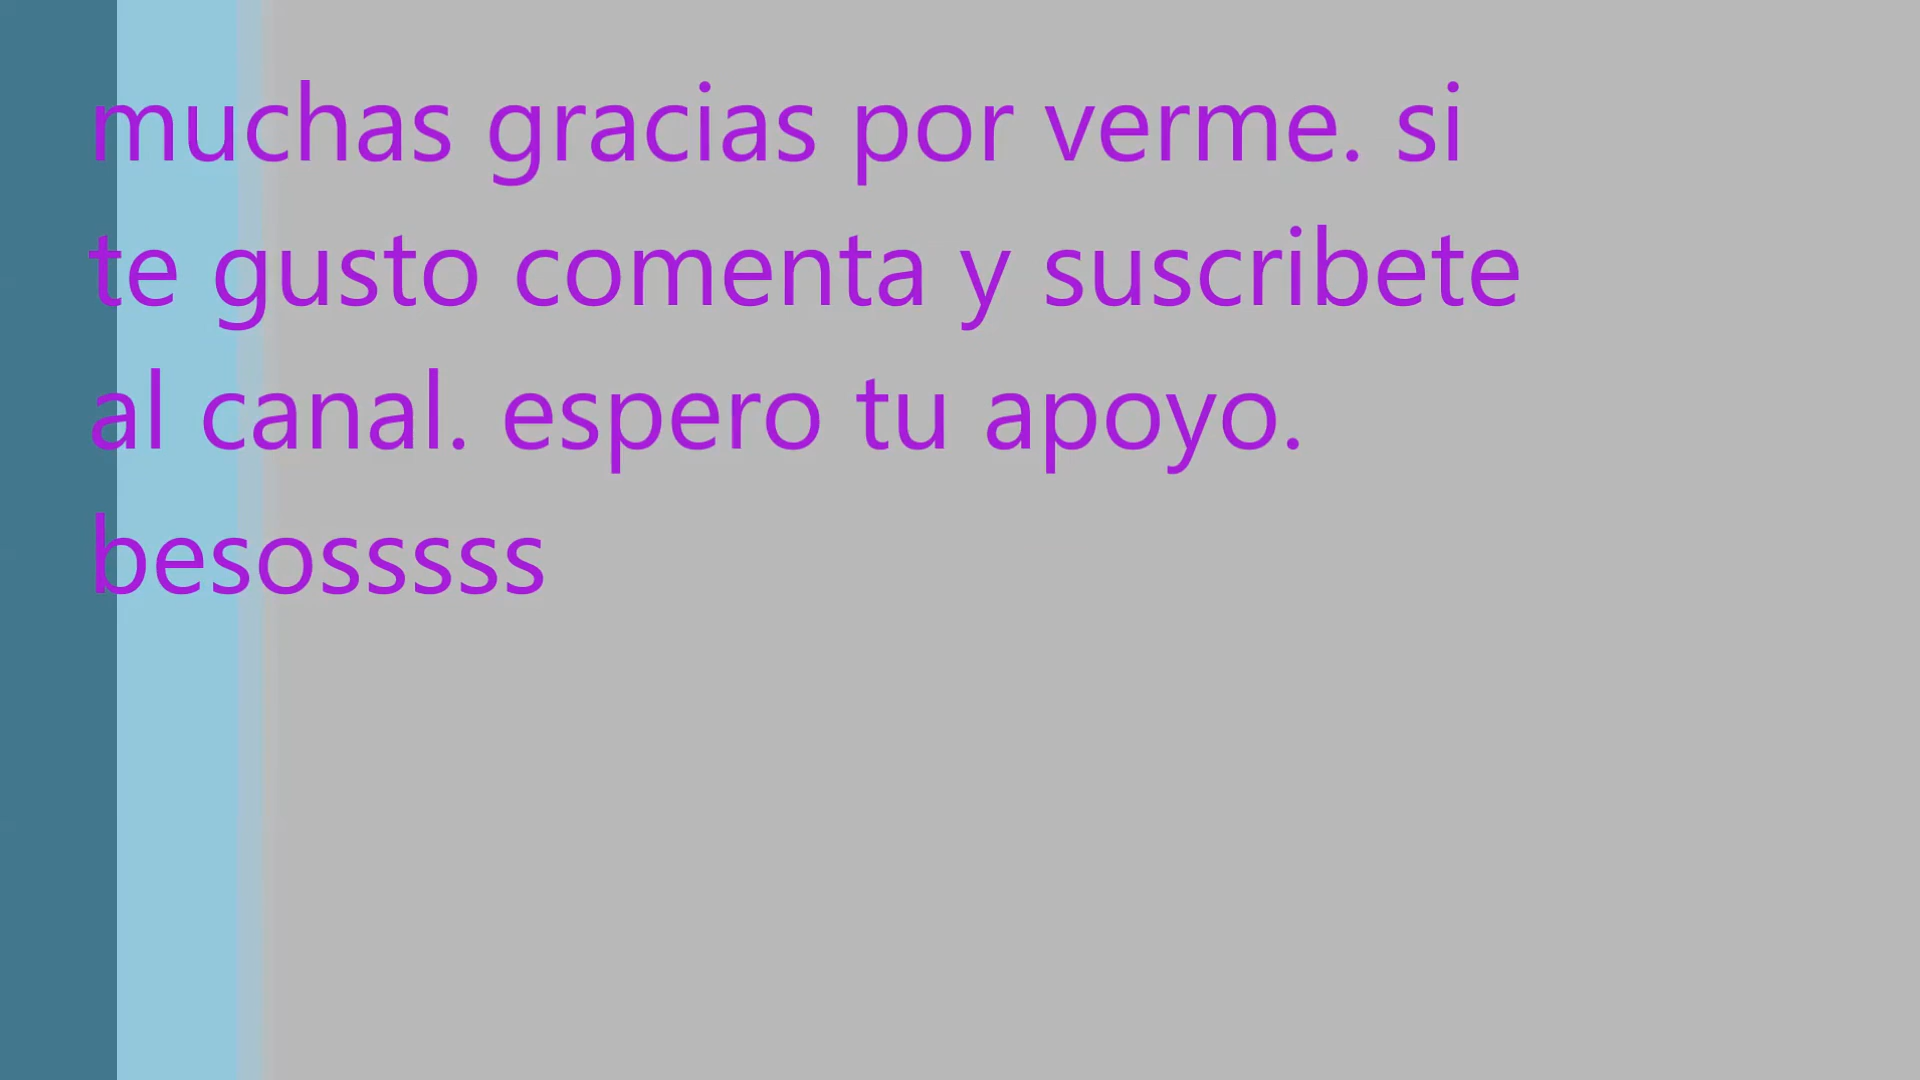 muchas gracias por verme. si
te gusto comenta y suscribete
al canal. espero tu apoyo.
besosssss